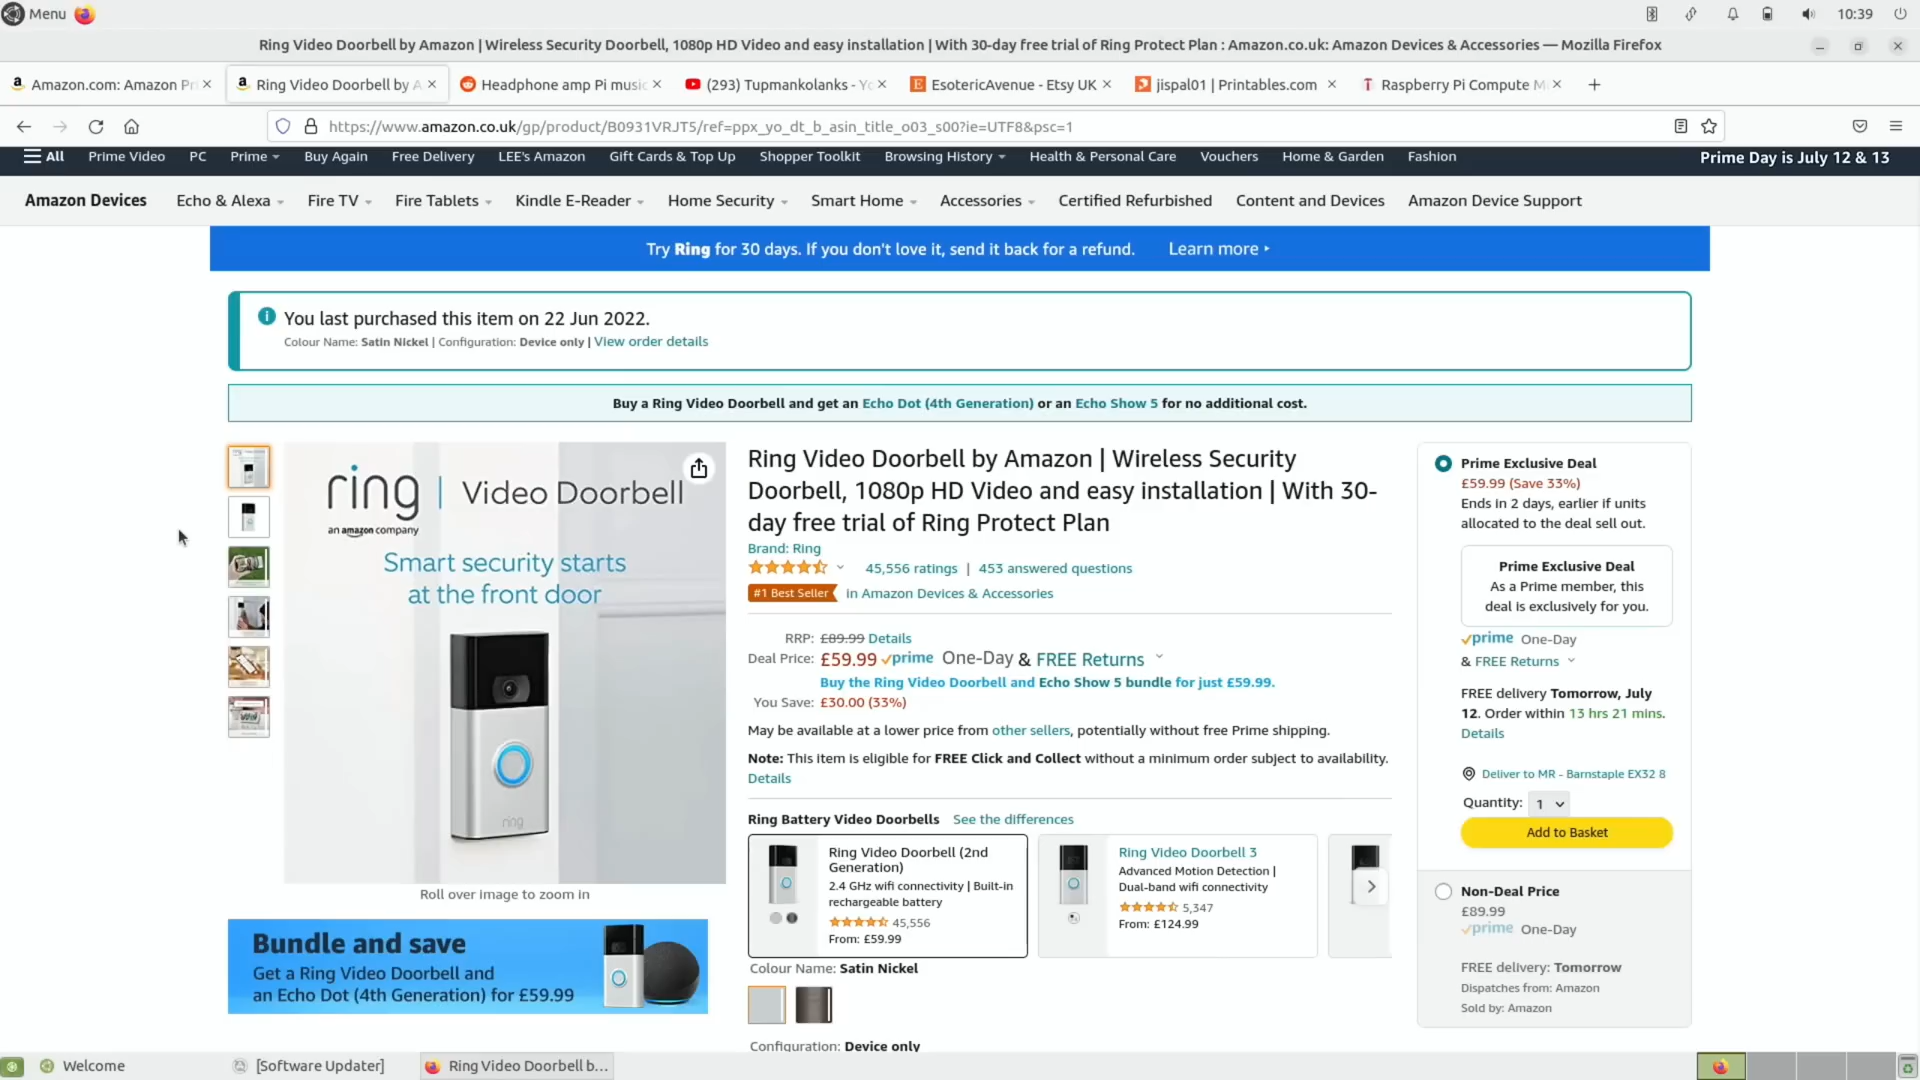 Menu
10:39
Ring Video Doorbell by Amazon | Wireless Security Doorbell, 1080p HD Video and easy installation | With 30-day free trial of Ring Protect Plan : Amazon.co.uk: Amazon Devices & Accessories — Mozilla Firefox
Amazon.com: Amazon Pri
Ring Video Doorbell by A
Headphone amp Pi music
(293) Tupmankolanks - Yo
EsotericAvenue - Etsy UK
jispal01 | Printables.com
Raspberry Pi Compute M
https://www.amazon.co.uk/gp/product/B0931VRJT5/ref=ppx_yo_dt_b_asin_title_o03_s00?ie=UTF8&psc=1
All Prime Video PC Prime Buy Again Free Delivery LEE's Amazon Gift Cards & Top Up Shopper Toolkit Browsing History Health & Personal Care Vouchers Home & Garden Fashion
Prime Day is July 12 & 13
Amazon Devices Echo & Alexa Fire TV Fire Tablets Kindle E-Reader Home Security Smart Home Accessories Certified Refurbished Content and Devices Amazon Device Support
Try Ring for 30 days. If you don't love it, send it back for a refund. Learn more
You last purchased this item on 22 Jun 2022.
Colour Name: Satin Nickel | Configuration: Device only | View order details
Buy a Ring Video Doorbell and get an Echo Dot (4th Generation) or an Echo Show 5 for no additional cost.
ring | Video Doorbell
an amazon company
Smart security starts
at the front door
ring
Roll over image to zoom in
Bundle and save
Get a Ring Video Doorbell and
an Echo Dot (4th Generation) for £59.99
Ring Video Doorbell by Amazon | Wireless Security
Doorbell, 1080p HD Video and easy installation | With 30-
day free trial of Ring Protect Plan
Brand: Ring
45,556 ratings | 453 answered questions
#1 Best Seller in Amazon Devices & Accessories
RRP: £89.99 Details
Deal Price: £59.99 prime One-Day & FREE Returns
Buy the Ring Video Doorbell and Echo Show 5 bundle for just £59.99.
You Save: £30.00 (33%)
May be available at a lower price from other sellers, potentially without free Prime shipping.
Note: This item is eligible for FREE Click and Collect without a minimum order subject to availability.
Details
Ring Battery Video Doorbells See the differences
Ring Video Doorbell (2nd
Generation)
2.4 GHz wifi connectivity | Built-in
rechargeable battery
45,556
From: £59.99
Ring Video Doorbell 3
Advanced Motion Detection |
Dual-band wifi connectivity
5,347
From: £124.99
Colour Name: Satin Nickel
Configuration: Device only
Prime Exclusive Deal
£59.99 (Save 33%)
Ends in 2 days, earlier if units
allocated to the deal sell out.
Prime Exclusive Deal
As a Prime member, this
deal is exclusively for you.
prime One-Day
& FREE Returns
FREE delivery Tomorrow, July
12. Order within 13 hrs 21 mins.
Details
Deliver to MR - Barnstaple EX32 8
Quantity: 1
Add to Basket
Non-Deal Price
£89.99
prime One-Day
FREE delivery: Tomorrow
Dispatches from: Amazon
Sold by: Amazon
Welcome
[Software Updater]
Ring Video Doorbell b...